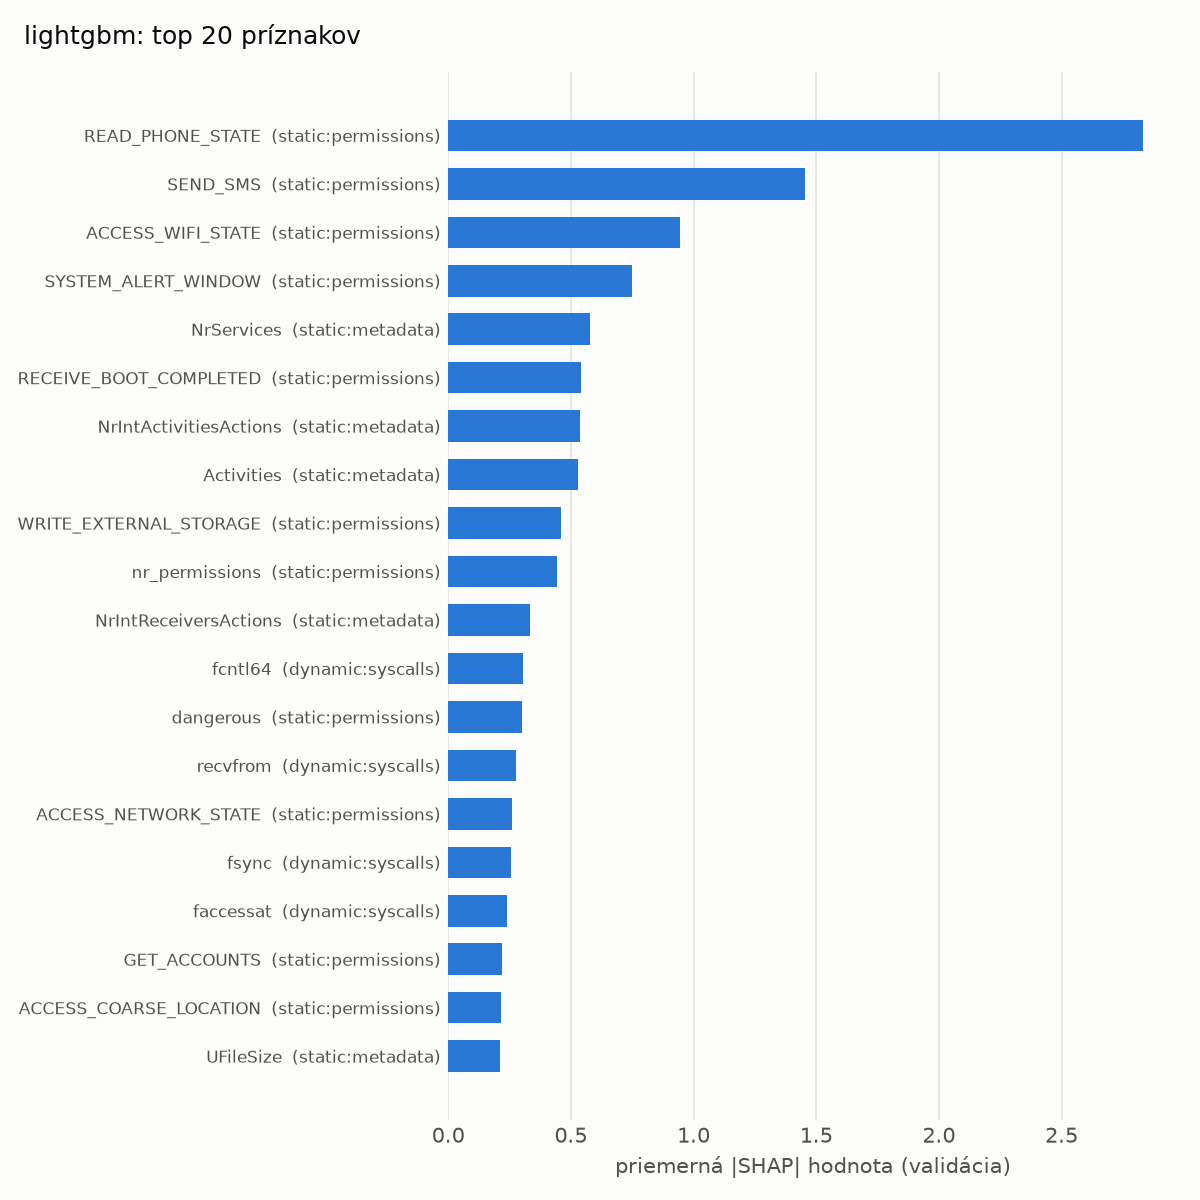 lightgbm: top 20 príznakov
READ_PHONE_STATE (static:permissions)
SEND_SMS (static:permissions)
ACCESS_WIFI_STATE (static:permissions)
SYSTEM_ALERT_WINDOW (static:permissions)
NrServices (static:metadata)
RECEIVE_BOOT_COMPLETED (static:permissions)
NrIntActivitiesActions (static:metadata)
Activities (static:metadata)
WRITE_EXTERNAL_STORAGE (static:permissions)
nr_permissions (static:permissions)
NrIntReceiversActions (static:metadata)
fcntl64 (dynamic:syscalls)
dangerous (static:permissions)
recvfrom (dynamic:syscalls)
ACCESS_NETWORK_STATE (static:permissions)
fsync (dynamic:syscalls)
faccessat (dynamic:syscalls)
GET_ACCOUNTS (static:permissions)
ACCESS_COARSE_LOCATION (static:permissions)
UFileSize (static:metadata)
0.0 0.5 1.0 1.5 2.0 2.5
priemerná |SHAP| hodnota (validácia)